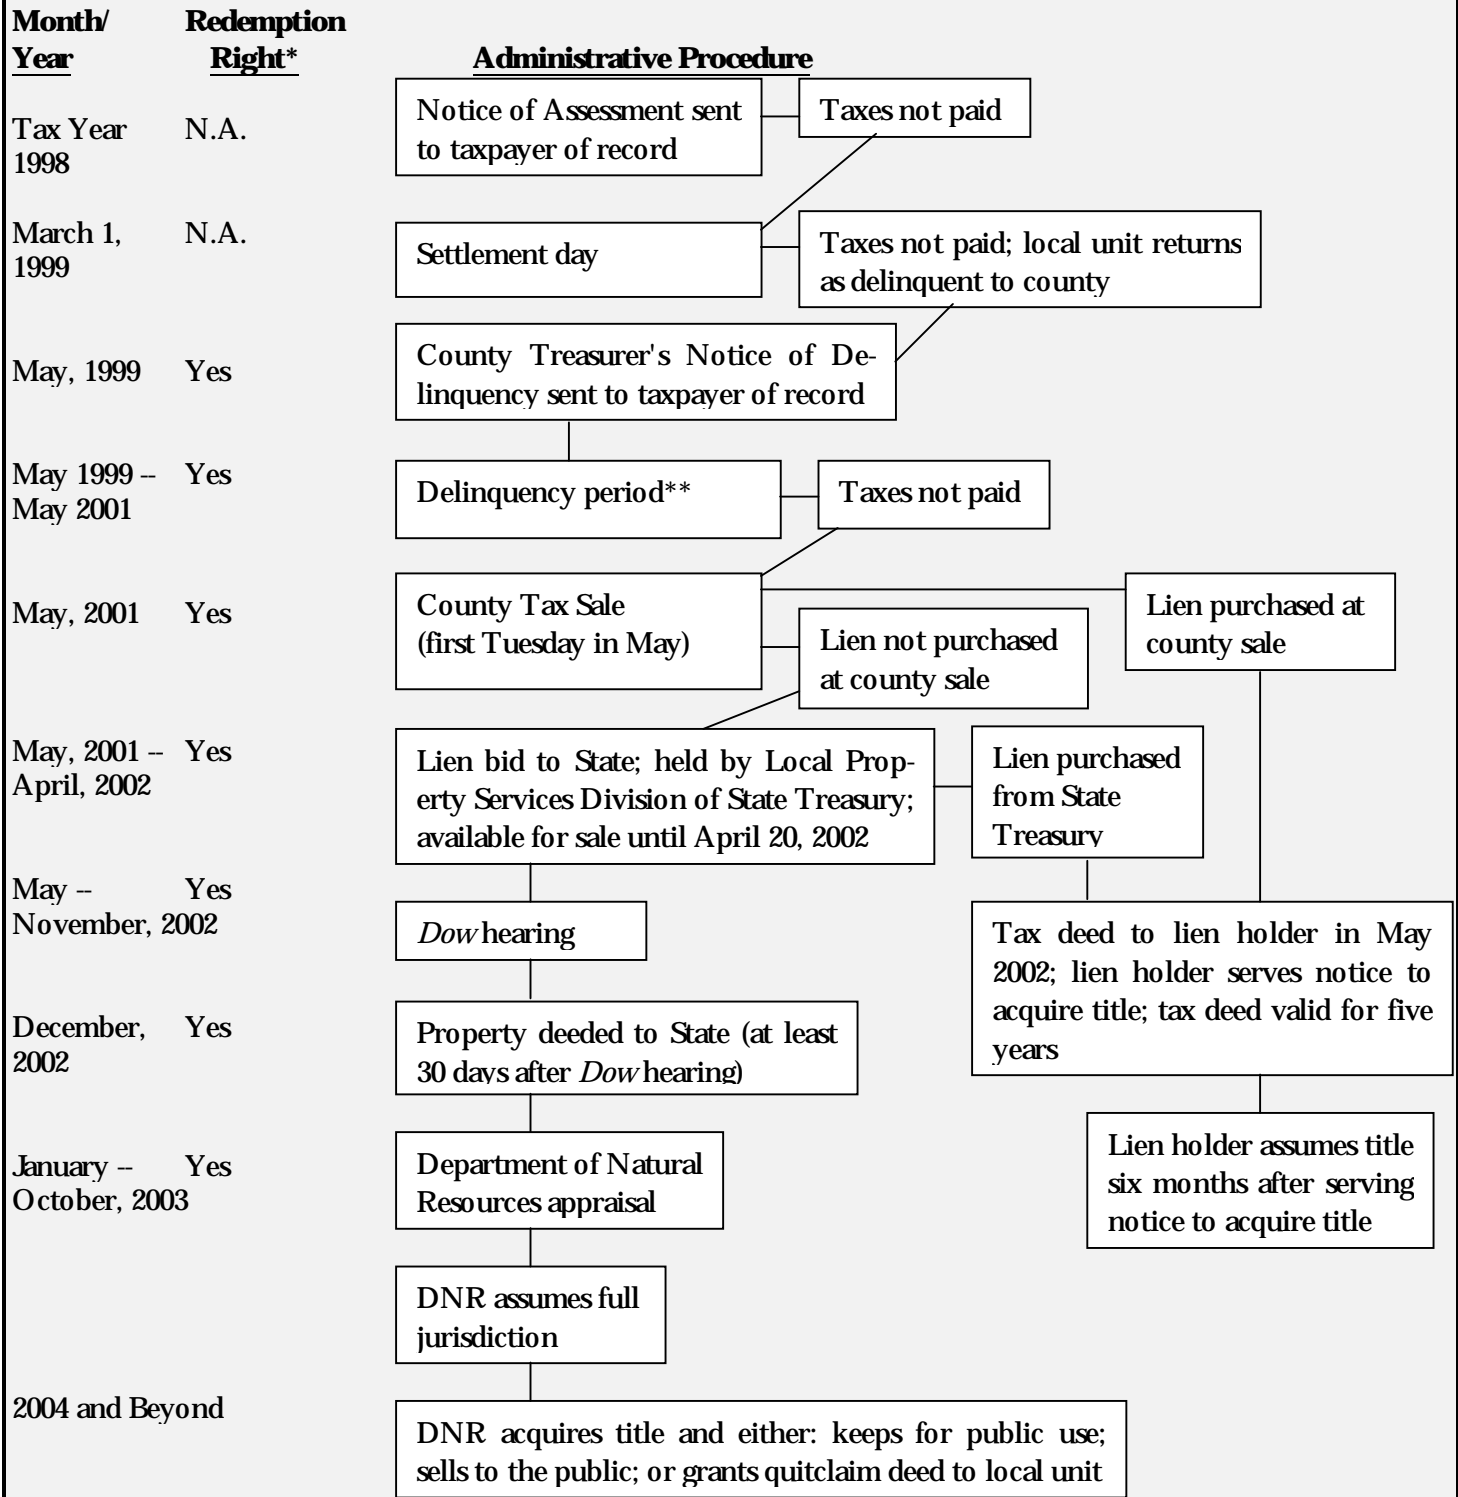 Month/ Redemption
Year Right* Administrative Procedure
Tax Year N.A.
1998
Notice of Assessment sent
to taxpayer of record
Taxes not paid
March 1, N.A.
1999
Settlement day
Taxes not paid; local unit returns
as delinquent to county
May, 1999 Yes
County Treasurer's Notice of De-
linquency sent to taxpayer of record
May 1999 -- Yes
May 2001
Delinquency period**
Taxes not paid
May, 2001 Yes
County Tax Sale
(first Tuesday in May)
Lien not purchased
at county sale
Lien purchased at
county sale
May, 2001 -- Yes
April, 2002
Lien bid to State; held by Local Prop-
erty Services Division of State Treasury;
available for sale until April 20, 2002
Lien purchased
from State
Treasury
May -- Yes
November, 2002
Dow hearing
Tax deed to lien holder in May
2002; lien holder serves notice to
acquire title; tax deed valid for five
years
December, Yes
2002
Property deeded to State (at least
30 days after Dow hearing)
January -- Yes
October, 2003
Department of Natural
Resources appraisal
Lien holder assumes title
six months after serving
notice to acquire title
DNR assumes full
jurisdiction
2004 and Beyond
DNR acquires title and either: keeps for public use;
sells to the public; or grants quitclaim deed to local unit